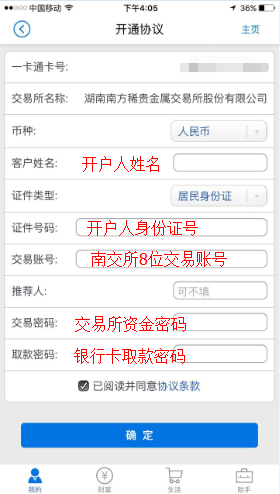 中国移动
下午4:05
36%
开通协议
主页
一卡通卡号:
交易所名称: 湖南南方稀贵金属交易所股份有限公司
币种: 人民币
客户姓名: 开户人姓名
证件类型: 居民身份证
证件号码: 开户人身份证号
交易账号: 南交所8位交易账号
推荐人: 可不填
交易密码: 交易所资金密码
取款密码: 银行卡取款密码
已阅读并同意协议条款
确 定
我的 财富 生活 助手